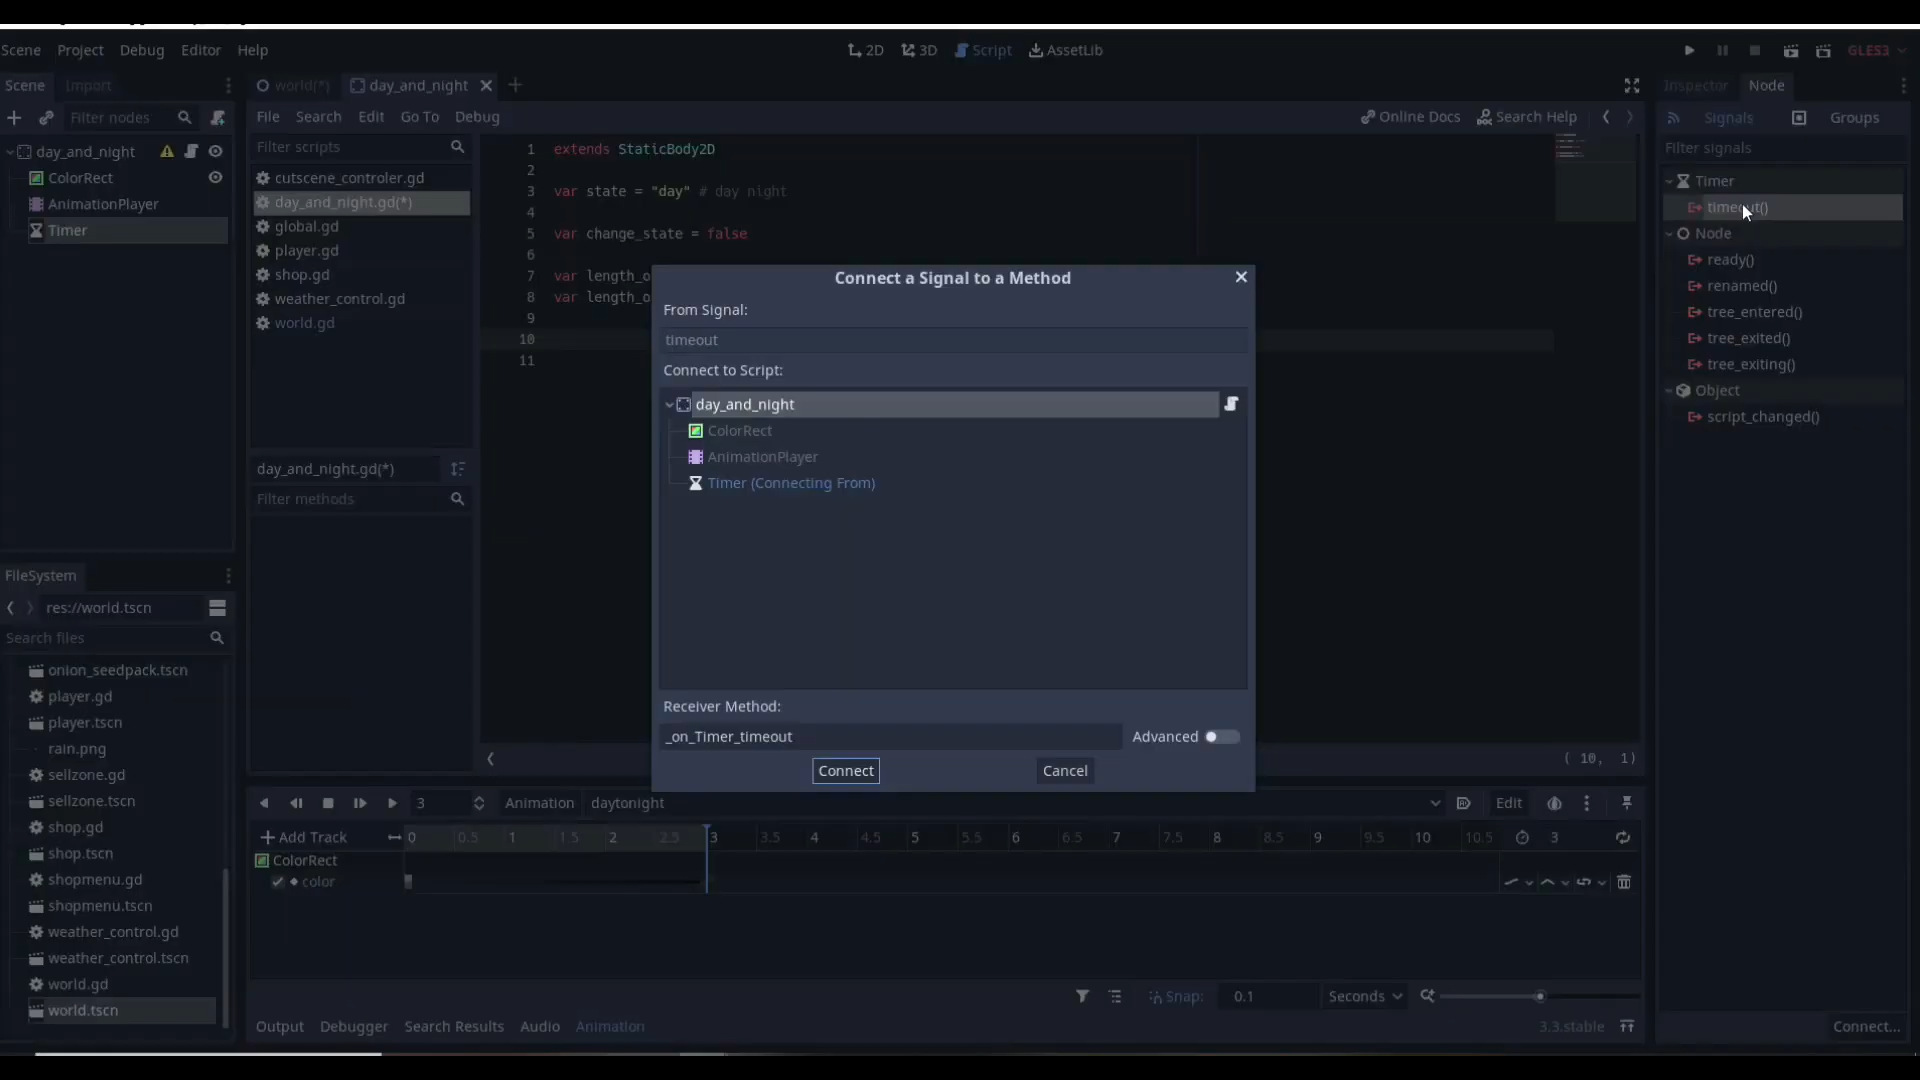 Scene Project Debug Editor Help 2D 3D Script AssetLib GLES3
Scene Import world(*) day_and_night Inspector Node
Filter nodes File Search Edit Go To Debug Online Docs Search Help Signals Groups
day_and_night
ColorRect
AnimationPlayer
Timer
Filter scripts
cutscene_controler.gd
day_and_night.gd(*)
global.gd
player.gd
shop.gd
weather_control.gd
world.gd
day_and_night.gd(*)
Filter methods
1 extends StaticBody2D
2
3 var state = "day" # day night
4
5 var change_state = false
6
7 var length_o
8 var length_o
9
10
11
( 10, 1)
Connect a Signal to a Method
From Signal:
timeout
Connect to Script:
day_and_night
ColorRect
AnimationPlayer
Timer (Connecting From)
Receiver Method:
_on_Timer_timeout Advanced
Connect Cancel
Filter signals
Timer
timeout()
Node
ready()
renamed()
tree_entered()
tree_exited()
tree_exiting()
Object
script_changed()
Connect...
FileSystem
res://world.tscn
Search files
onion_seedpack.tscn
player.gd
player.tscn
rain.png
sellzone.gd
sellzone.tscn
shop.gd
shop.tscn
shopmenu.gd
shopmenu.tscn
weather_control.gd
weather_control.tscn
world.gd
world.tscn
3 Animation daytonight Edit
Add Track 0 0.5 1 1.5 2 2.5 3 3.5 4 4.5 5 5.5 6 6.5 7 7.5 8 8.5 9 9.5 10 10.5 3
ColorRect
color
Snap: 0.1 Seconds
Output Debugger Search Results Audio Animation 3.3.stable